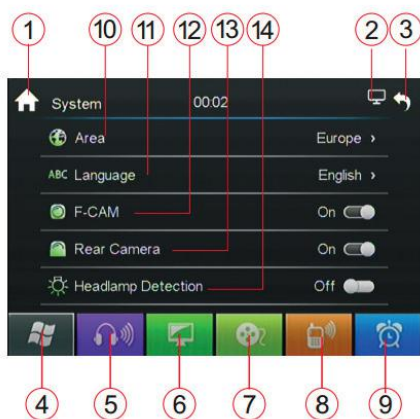 10 11 12 13 14
1 2 3
System 00:02
Area Europe ›
ABC Language English ›
F-CAM On
Rear Camera On
Headlamp Detection Off
4 5 6 7 8 9